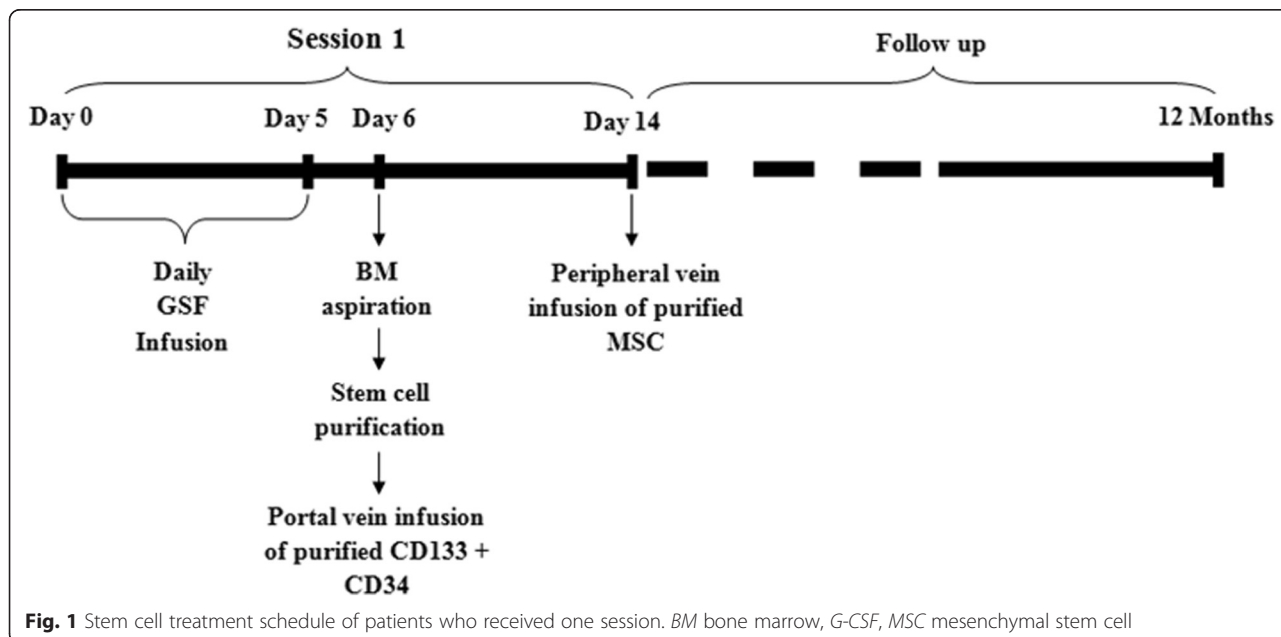 Session 1
Follow up
Day 0
Day 5
Day 6
Day 14
12 Months
Daily
GSF
Infusion
BM
aspiration
Stem cell
purification
Portal vein infusion
of purified CD133 +
CD34
Peripheral vein
infusion of purified
MSC
Fig. 1 Stem cell treatment schedule of patients who received one session. BM bone marrow, G-CSF, MSC mesenchymal stem cell